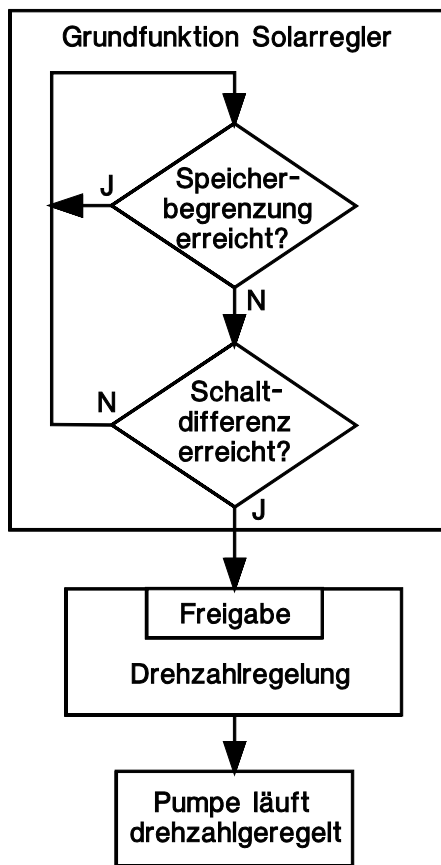 Grundfunktion Solarregler
J
Speicher-
begrenzung
erreicht?
N
N
Schalt-
differenz
erreicht?
J
Freigabe
Drehzahlregelung
Pumpe läuft
drehzahlgeregelt